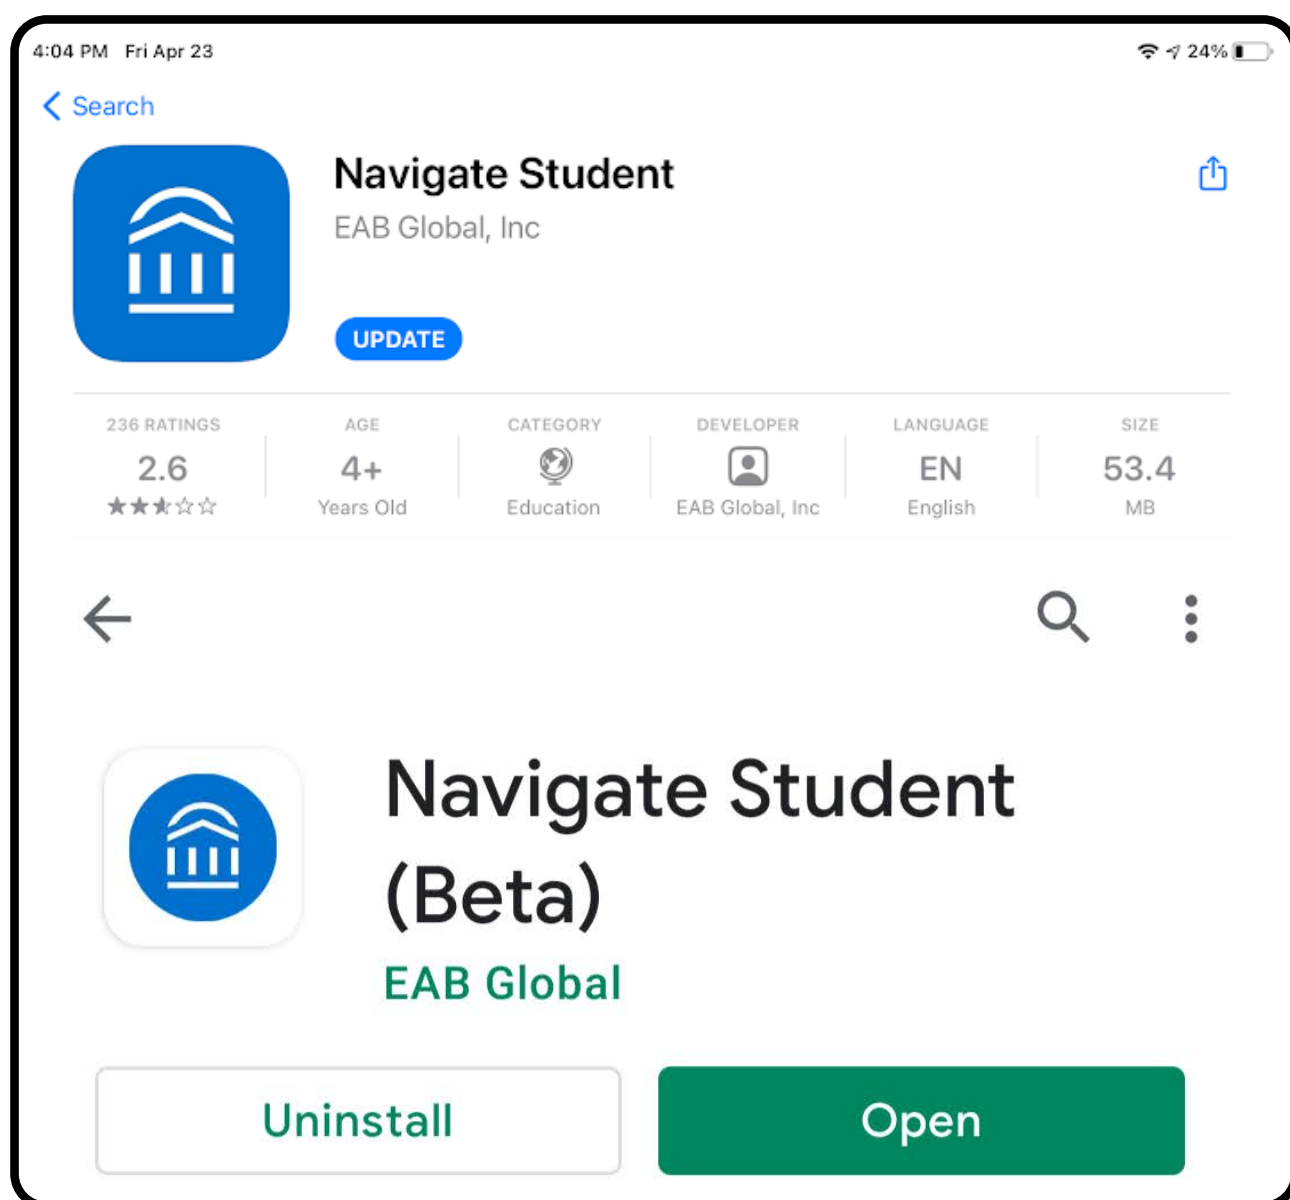 4:04 PM Fri Apr 23 24%
Search
Navigate Student
EAB Global, Inc
UPDATE
236 RATINGS AGE CATEGORY DEVELOPER LANGUAGE SIZE
2.6 4+ EN 53.4
Years Old Education EAB Global, Inc English MB
Navigate Student
(Beta)
EAB Global
Uninstall Open